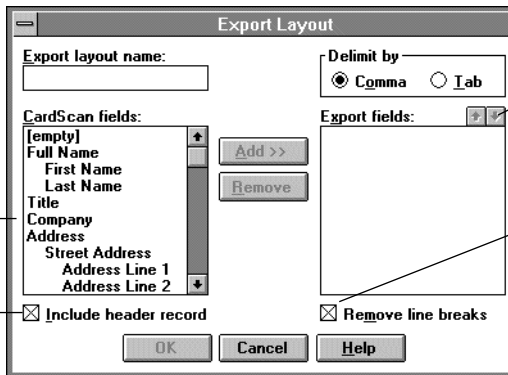 Export Layout
Export layout name:
Delimit by
Comma
Tab
CardScan fields:
[empty]
Full Name
First Name
Last Name
Title
Company
Address
Street Address
Address Line 1
Address Line 2
Add >>
Remove
Export fields:
Include header record
Remove line breaks
OK
Cancel
Help